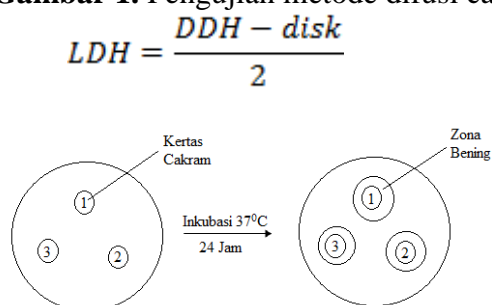 Gambar 1. Pengujian metode difusi
LDH = DDH − disk / 2
Kertas
Cakram
Zona
Bening
1
3
2
Inkubasi 37⁰C
24 Jam
1
3
2